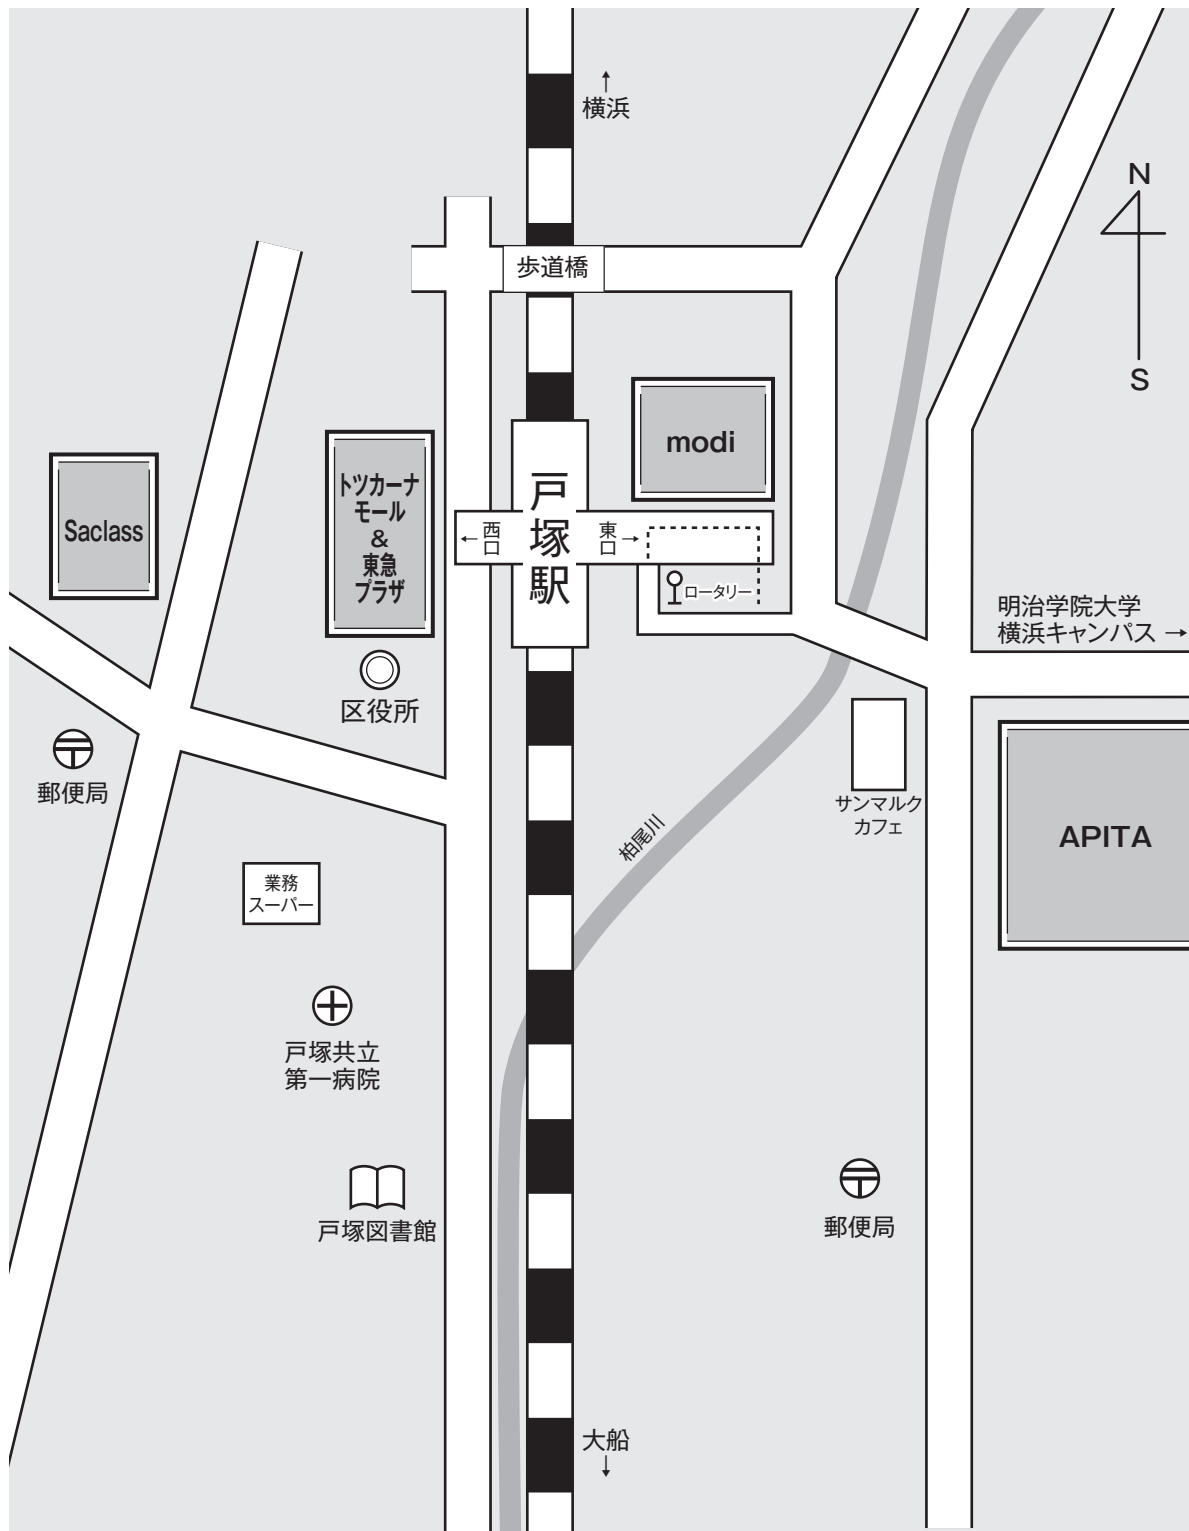 横浜
N
歩道橋
S
modi
トツカーナ
モール
&
東急
プラザ
Saclass
戸塚駅
←西口
東口→
ロータリー
明治学院大学
横浜キャンパス →
区役所
郵便局
サンマルク
カフェ
柏尾川
APITA
業務
スーパー
戸塚共立
第一病院
戸塚図書館
郵便局
大船